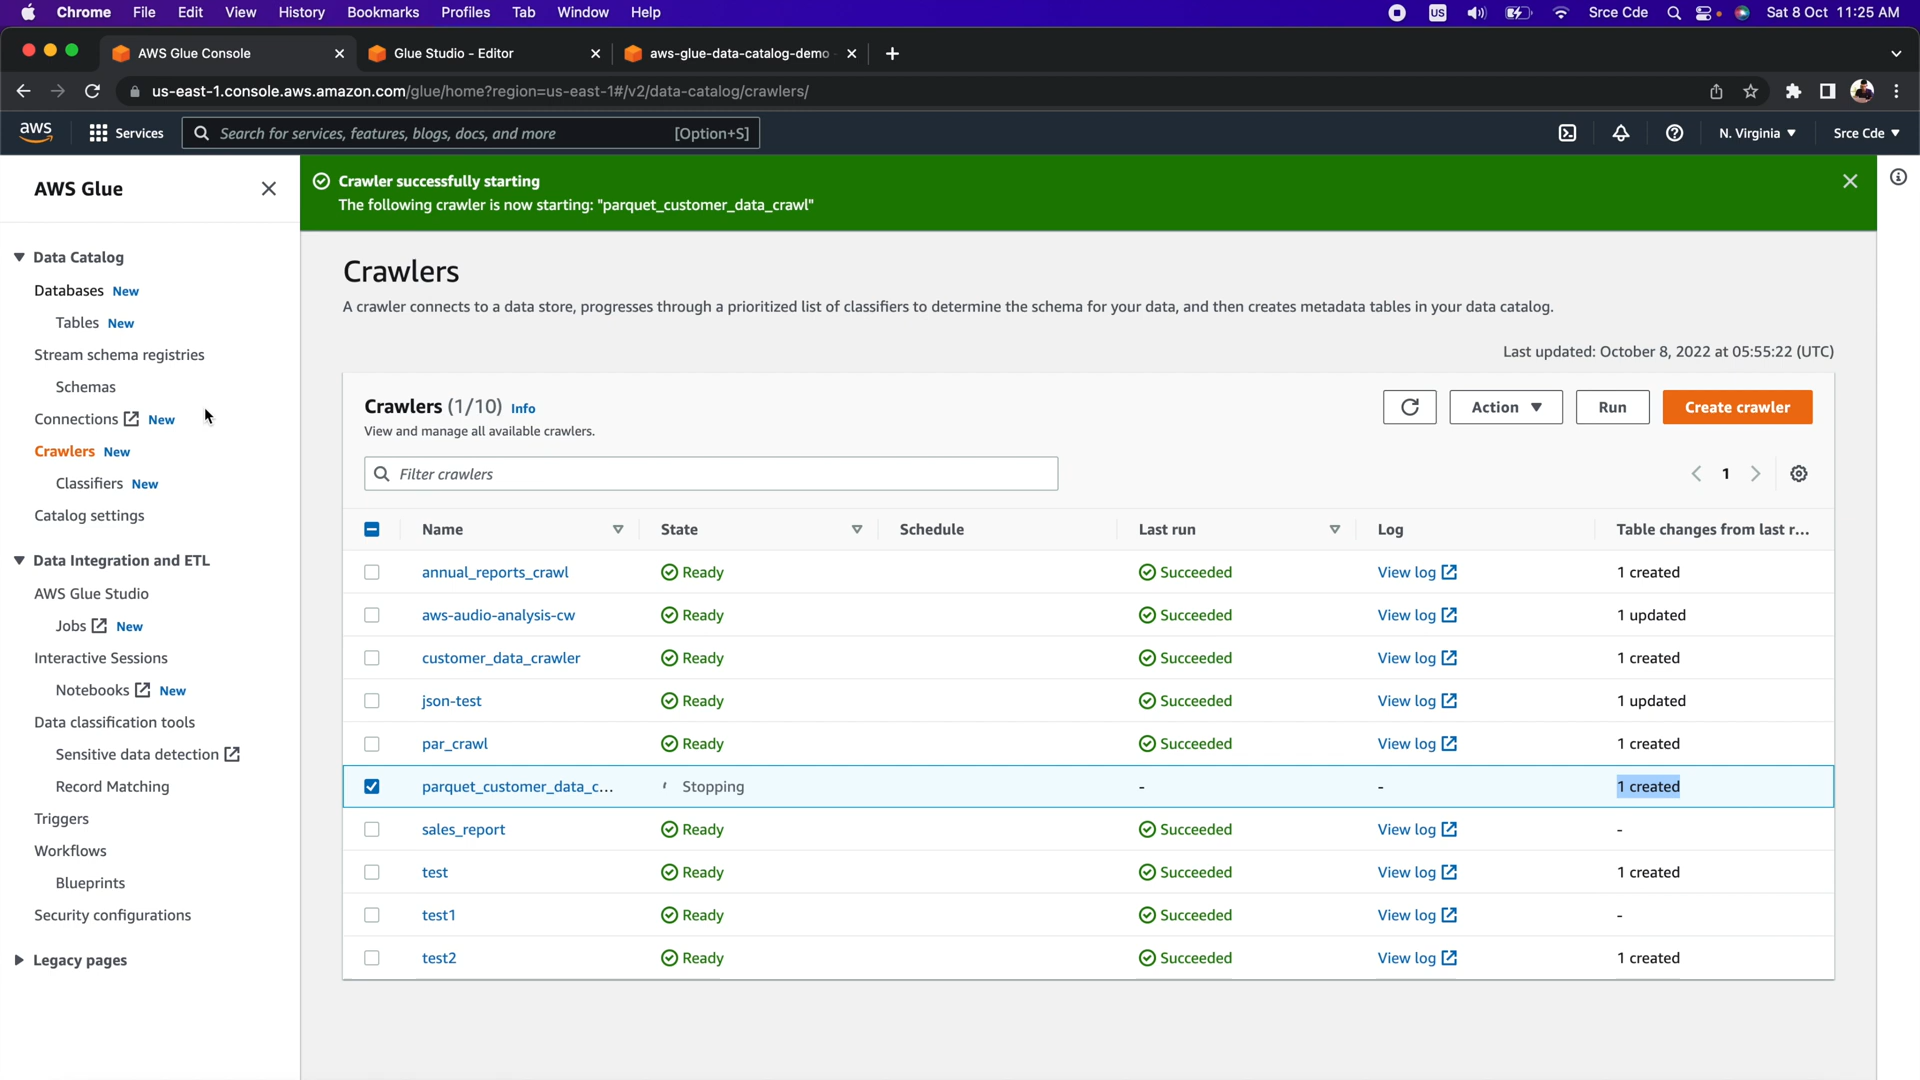 Chrome File Edit View History Bookmarks Profiles Tab Window Help US Srce Cde Sat 8 Oct 11:25 AM
AWS Glue Console Glue Studio - Editor aws-glue-data-catalog-demo
us-east-1.console.aws.amazon.com/glue/home?region=us-east-1#/v2/data-catalog/crawlers/
aws Services Search for services, features, blogs, docs, and more [Option+S] N. Virginia Srce Cde
AWS Glue
Data Catalog
Databases New
Tables New
Stream schema registries
Schemas
Connections New
Crawlers New
Classifiers New
Catalog settings
Data Integration and ETL
AWS Glue Studio
Jobs New
Interactive Sessions
Notebooks New
Data classification tools
Sensitive data detection
Record Matching
Triggers
Workflows
Blueprints
Security configurations
Legacy pages
Crawler successfully starting
The following crawler is now starting: "parquet_customer_data_crawl"
Crawlers
A crawler connects to a data store, progresses through a prioritized list of classifiers to determine the schema for your data, and then creates metadata tables in your data catalog.
Last updated: October 8, 2022 at 05:55:22 (UTC)
Crawlers (1/10) Info Action Run Create crawler
View and manage all available crawlers.
Filter crawlers 1
Name State Schedule Last run Log Table changes from last r...
annual_reports_crawl Ready Succeeded View log 1 created
aws-audio-analysis-cw Ready Succeeded View log 1 updated
customer_data_crawler Ready Succeeded View log 1 created
json-test Ready Succeeded View log 1 updated
par_crawl Ready Succeeded View log 1 created
parquet_customer_data_c... Stopping - - 1 created
sales_report Ready Succeeded View log -
test Ready Succeeded View log 1 created
test1 Ready Succeeded View log -
test2 Ready Succeeded View log 1 created